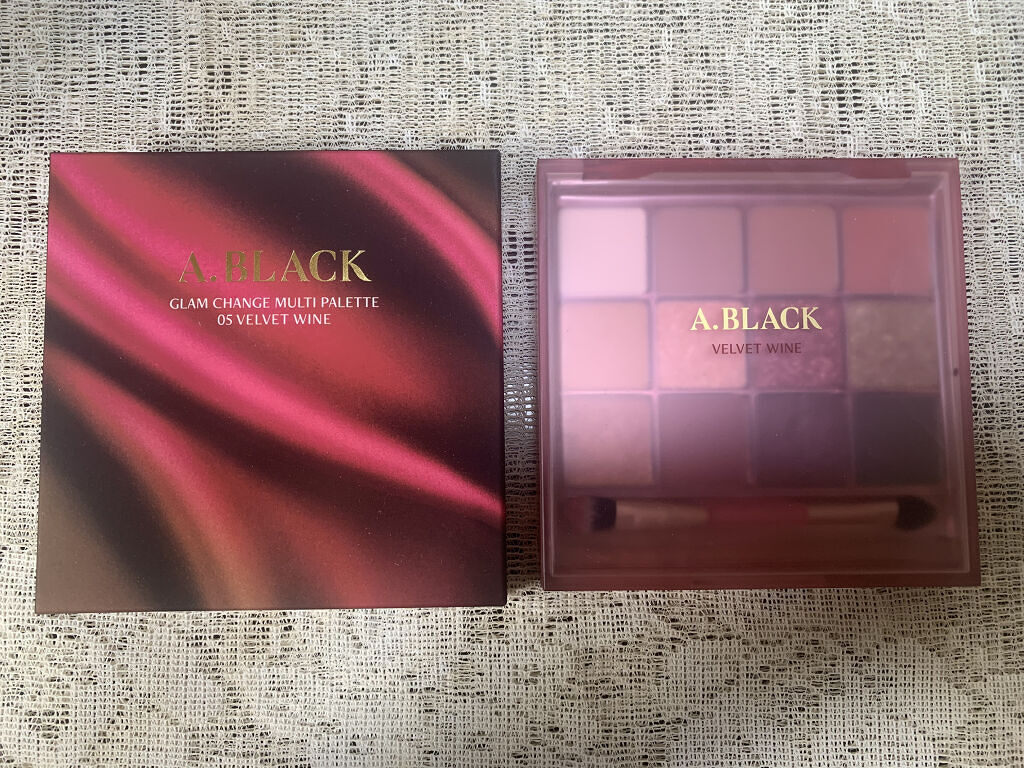 A.BLACK
GLAM CHANGE MULTI PALETTE
05 VELVET WINE
A.BLACK
VELVET WINE